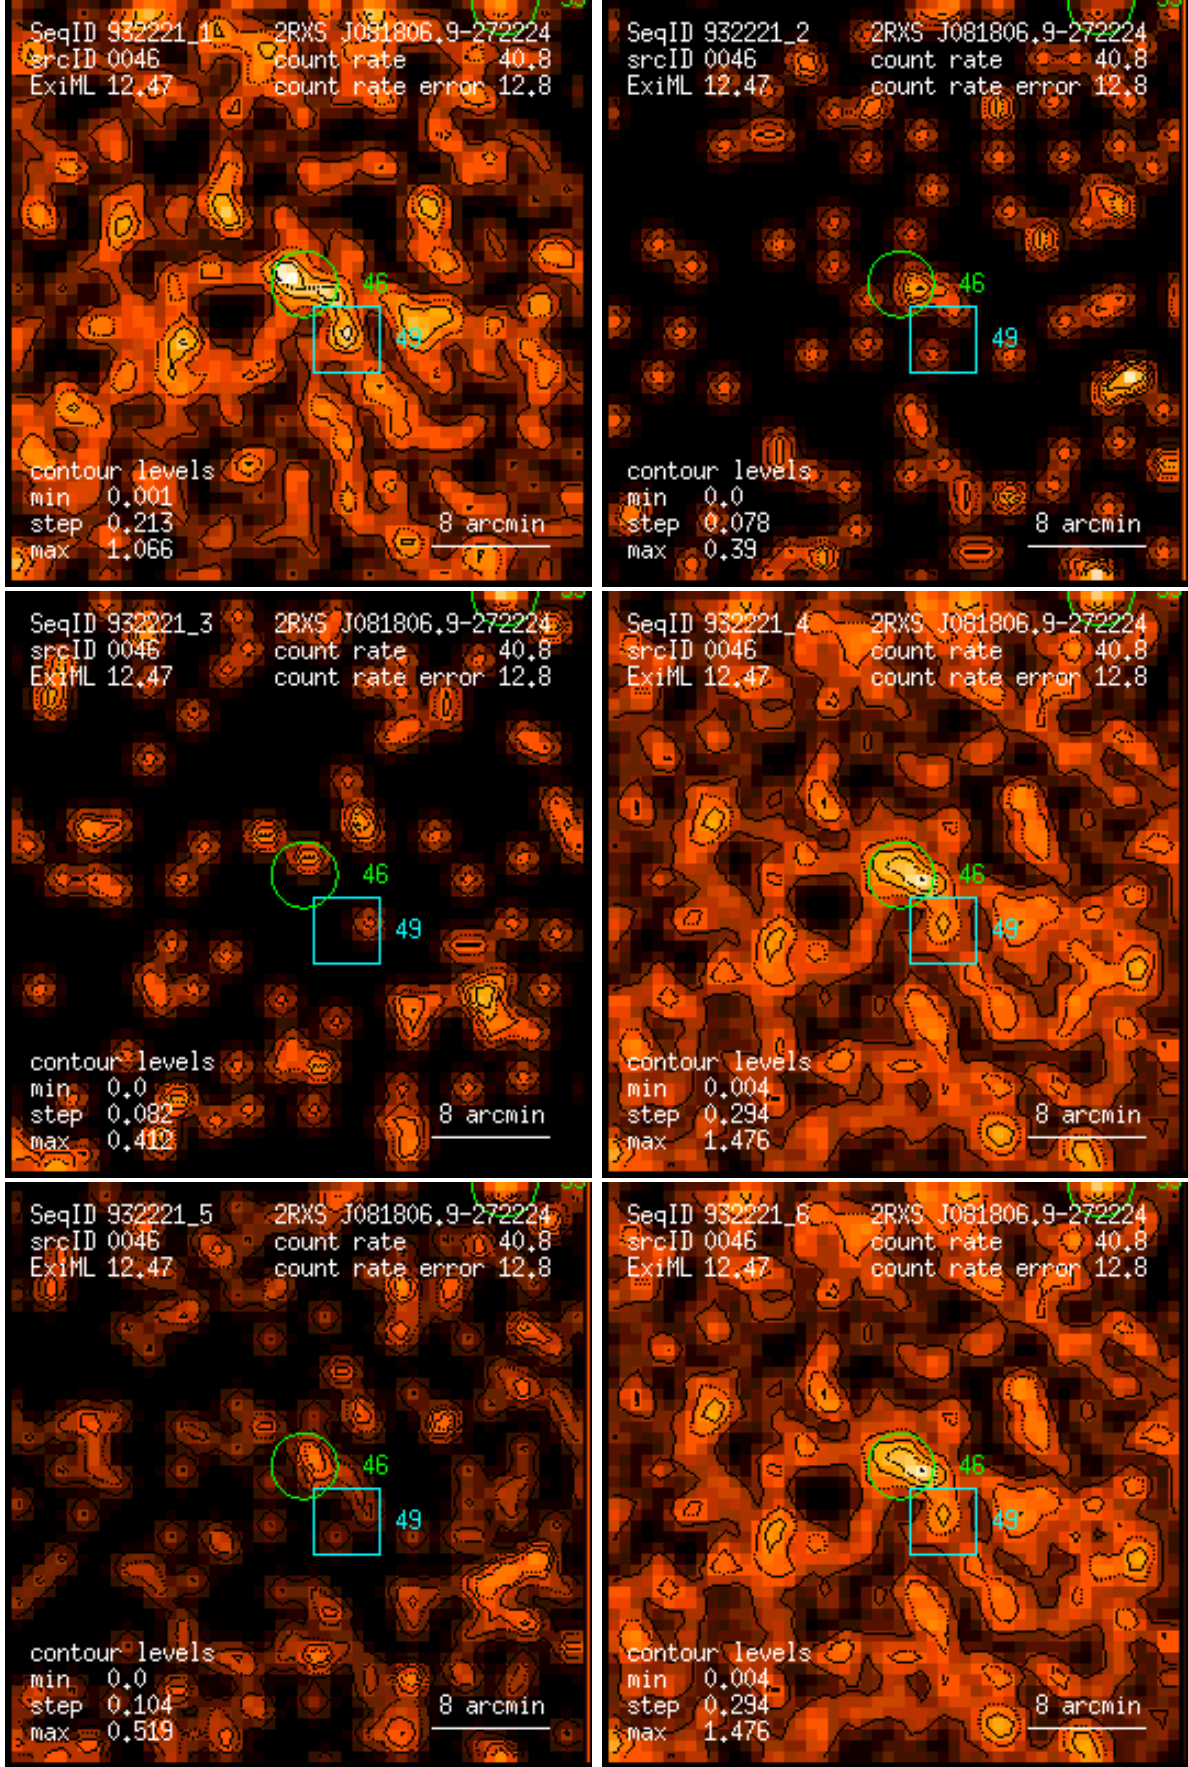 SeqID 932221_1 2RXS J081806.9-272224
srcID 0046 count rate 40.8
ExiML 12.47 count rate error 12.8
46
49
contour levels
min 0.001
step 0.213 8 arcmin
max 1.066
SeqID 932221_2 2RXS J081806.9-272224
srcID 0046 count rate 40.8
ExiML 12.47 count rate error 12.8
46
49
contour levels
min 0.0
step 0.078 8 arcmin
max 0.39
SeqID 932221_3 2RXS J081806.9-272224
srcID 0046 count rate 40.8
ExiML 12.47 count rate error 12.8
46
49
contour levels
min 0.0
step 0.082 8 arcmin
max 0.412
SeqID 932221_4 2RXS J081806.9-272224
srcID 0046 count rate 40.8
ExiML 12.47 count rate error 12.8
46
49
contour levels
min 0.004
step 0.294 8 arcmin
max 1.476
SeqID 932221_5 2RXS J081806.9-272224
srcID 0046 count rate 40.8
ExiML 12.47 count rate error 12.8
46
49
contour levels
min 0.0
step 0.104 8 arcmin
max 0.519
SeqID 932221_6 2RXS J081806.9-272224
srcID 0046 count rate 40.8
ExiML 12.47 count rate error 12.8
46
49
contour levels
min 0.004
step 0.294 8 arcmin
max 1.476